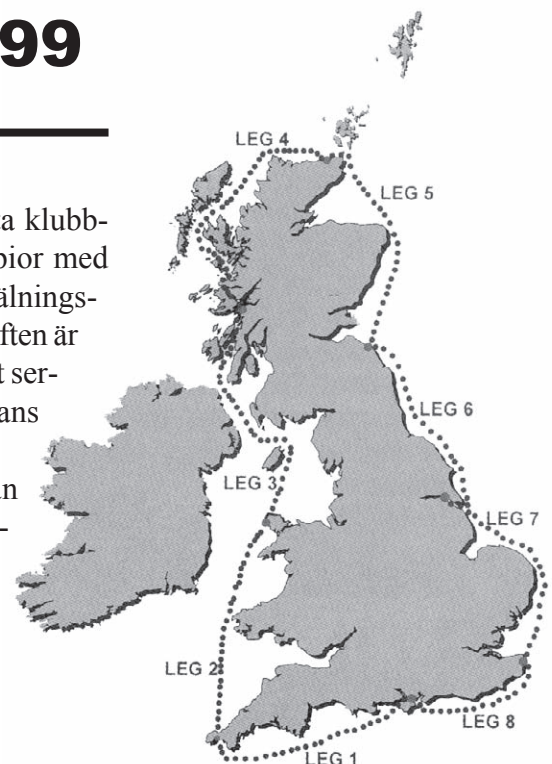 99
ta klubb-
pior med
älnings-
ften är
t ser-
ans
n
-
LEG 4
LEG 5
LEG 6
LEG 3
LEG 7
LEG 2
LEG 8
LEG 1